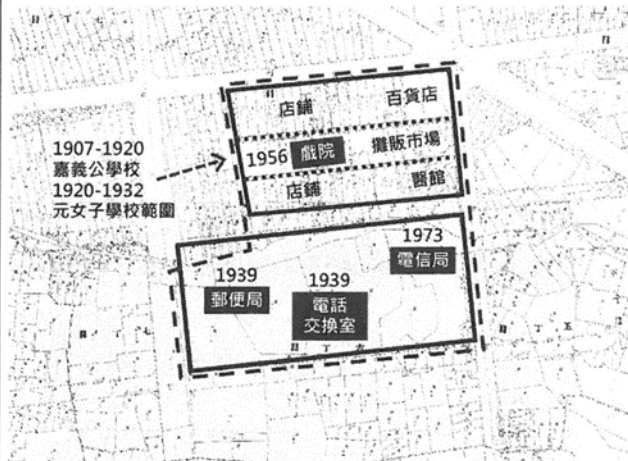 店鋪
百貨店
1956 戲院
攤販市場
店鋪
醫館
1907-1920
嘉義公學校
1920-1932
元女子學校範圍
1973
電信局
1939
郵便局
1939
電話
交換室